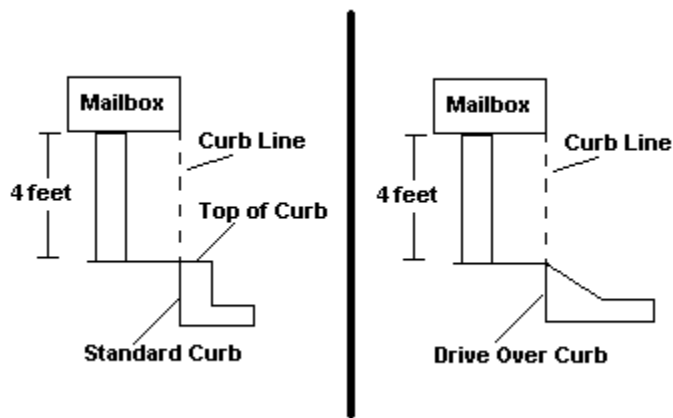 Mailbox
Curb Line
4 feet
Top of Curb
Standard Curb
Mailbox
Curb Line
4 feet
Drive Over Curb